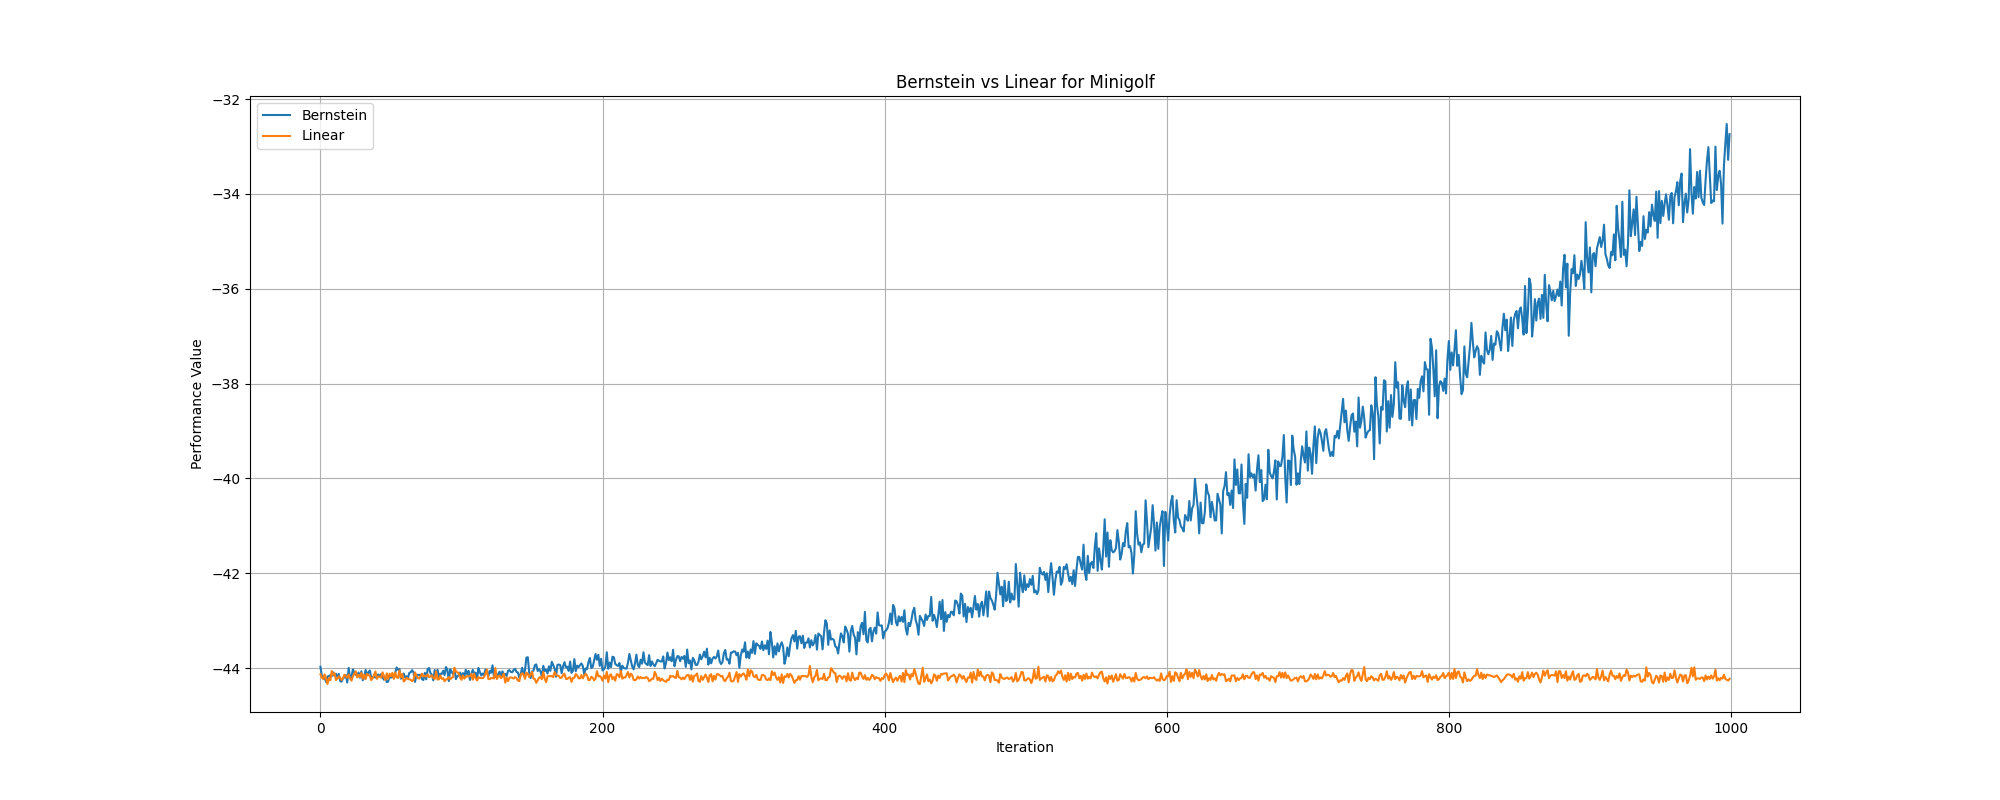 Bernstein vs Linear for Minigolf
Bernstein
Linear
−32
−34
−36
−38
−40
−42
−44
Performance Value
0
200
400
600
800
1000
Iteration